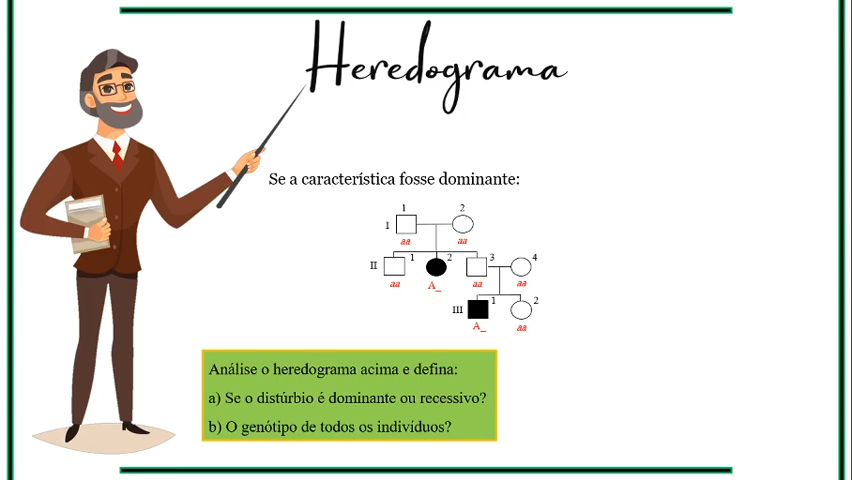 Heredograma
Se a característica fosse dominante:
1 2
I
aa aa
1 2 3 4
II
aa A_ aa aa
1 2
III
A_ aa
Análise o heredograma acima e defina:
a) Se o distúrbio é dominante ou recessivo?
b) O genótipo de todos os indivíduos?